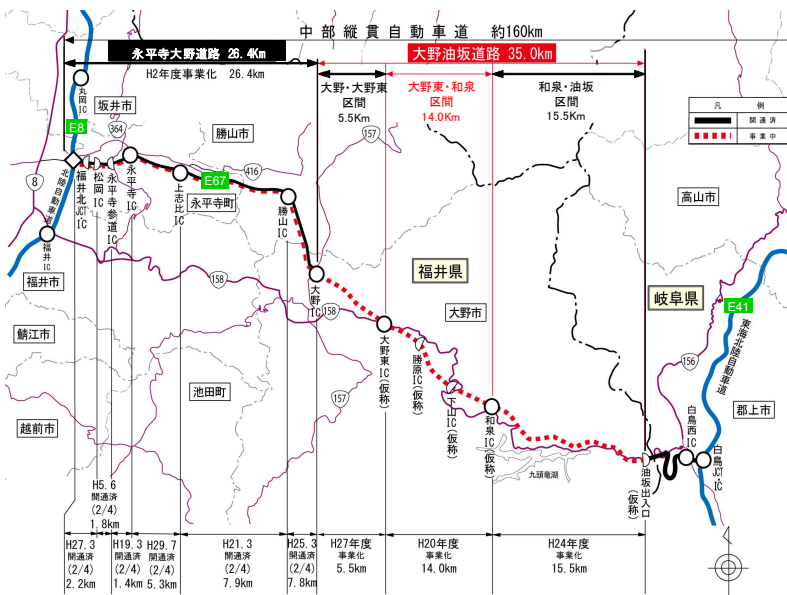 中部縦貫自動車道 約160km
永平寺大野道路 26.4Km
大野油坂道路 35.0km
H2年度事業化 26.4km
大野・大野東
区間
5.5Km
大野東・和泉
区間
14.0Km
和泉・油坂
区間
15.5Km
凡例
開通済
事業中
丸岡IC
坂井市
E8
364
勝山市
157
416
E67
8
北陸自動車道
福井北JCT・IC
松岡IC
永平寺参道IC
永平寺IC
上志比IC
永平寺町
勝山IC
高山市
福井IC
福井市
158
大野IC
158
福井県
大野市
岐阜県
E41
東海北陸自動車道
鯖江市
大野東IC(仮称)
勝原IC(仮称)
156
池田町
157
下山IC(仮称)
和泉IC(仮称)
郡上市
越前市
白鳥西IC
白鳥JCT・IC
九頭竜湖
油坂出入口(仮称)
H5.6
開通済
(2/4)
1.8km
H27.3
開通済
(2/4)
2.2km
H19.3
開通済
(2/4)
1.4km
H29.7
開通済
(2/4)
5.3km
H21.3
開通済
(2/4)
7.9km
H25.3
開通済
(2/4)
7.8km
H27年度
事業化
5.5km
H20年度
事業化
14.0km
H24年度
事業化
15.5km